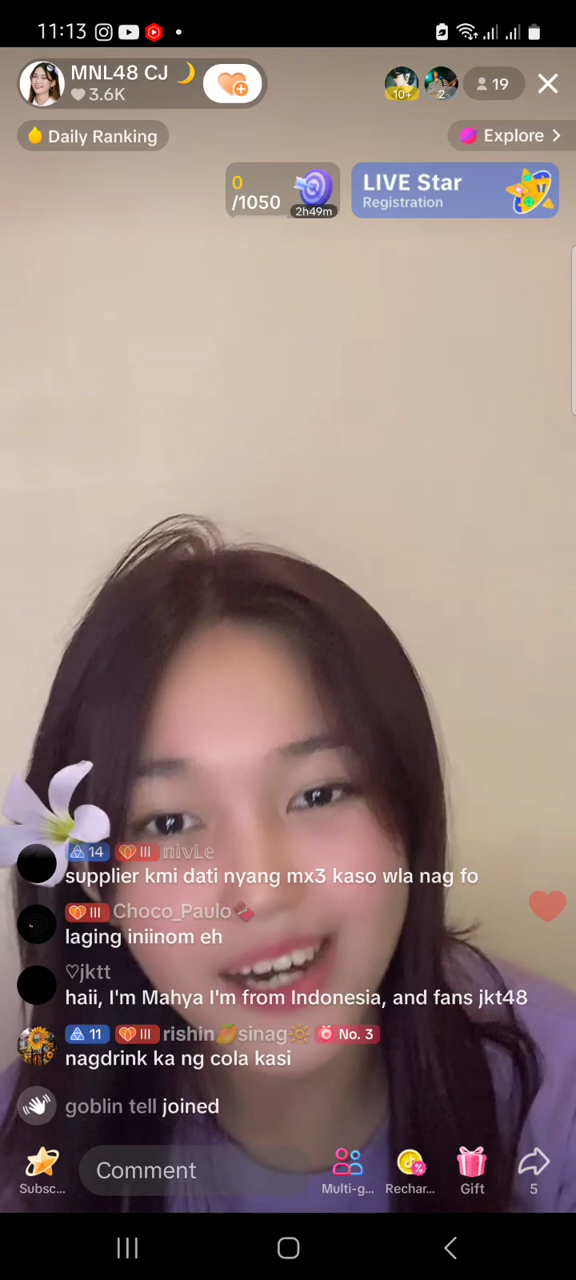 11:13
MNL48 CJ 🌙
3.6K
10+
2
19
Daily Ranking
Explore >
0
/1050
2h49m
LIVE Star
Registration
14 III nivLe
supplier kmi dati nyang mx3 kaso wla nag fo
III Choco_Paulo🍫
laging iniinom eh
♡jktt
haii, I'm Mahya I'm from Indonesia, and fans jkt48
11 III rishin🥭sinag🔆 No. 3
nagdrink ka ng cola kasi
goblin tell joined
Comment
Subsc...
Multi-g...
Rechar...
Gift
5